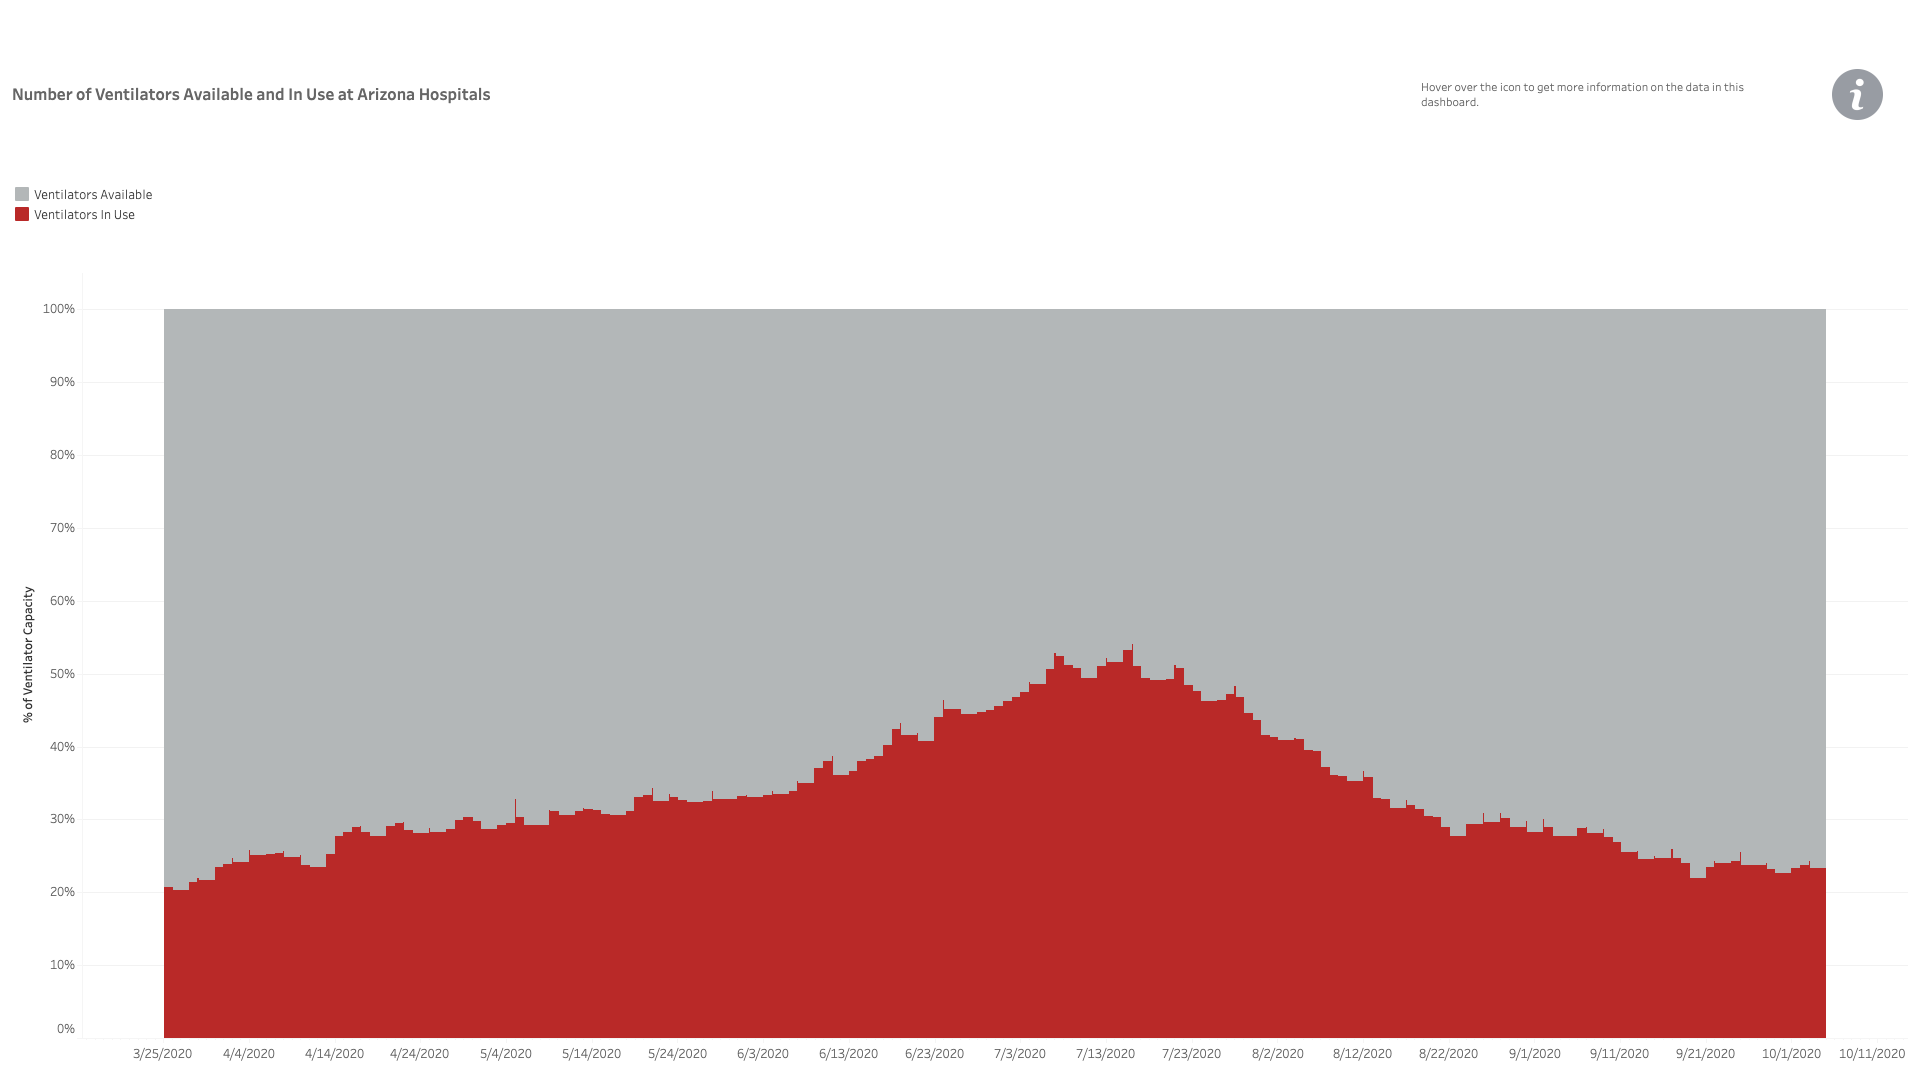 Number of Ventilators Available and In Use at Arizona Hospitals
Hover over the icon to get more information on the data in this
dashboard.
i
Ventilators Available
Ventilators In Use
% of Ventilator Capacity
100%
90%
80%
70%
60%
50%
40%
30%
20%
10%
0%
3/25/2020 4/4/2020 4/14/2020 4/24/2020 5/4/2020 5/14/2020 5/24/2020 6/3/2020 6/13/2020 6/23/2020 7/3/2020 7/13/2020 7/23/2020 8/2/2020 8/12/2020 8/22/2020 9/1/2020 9/11/2020 9/21/2020 10/1/2020 10/11/2020